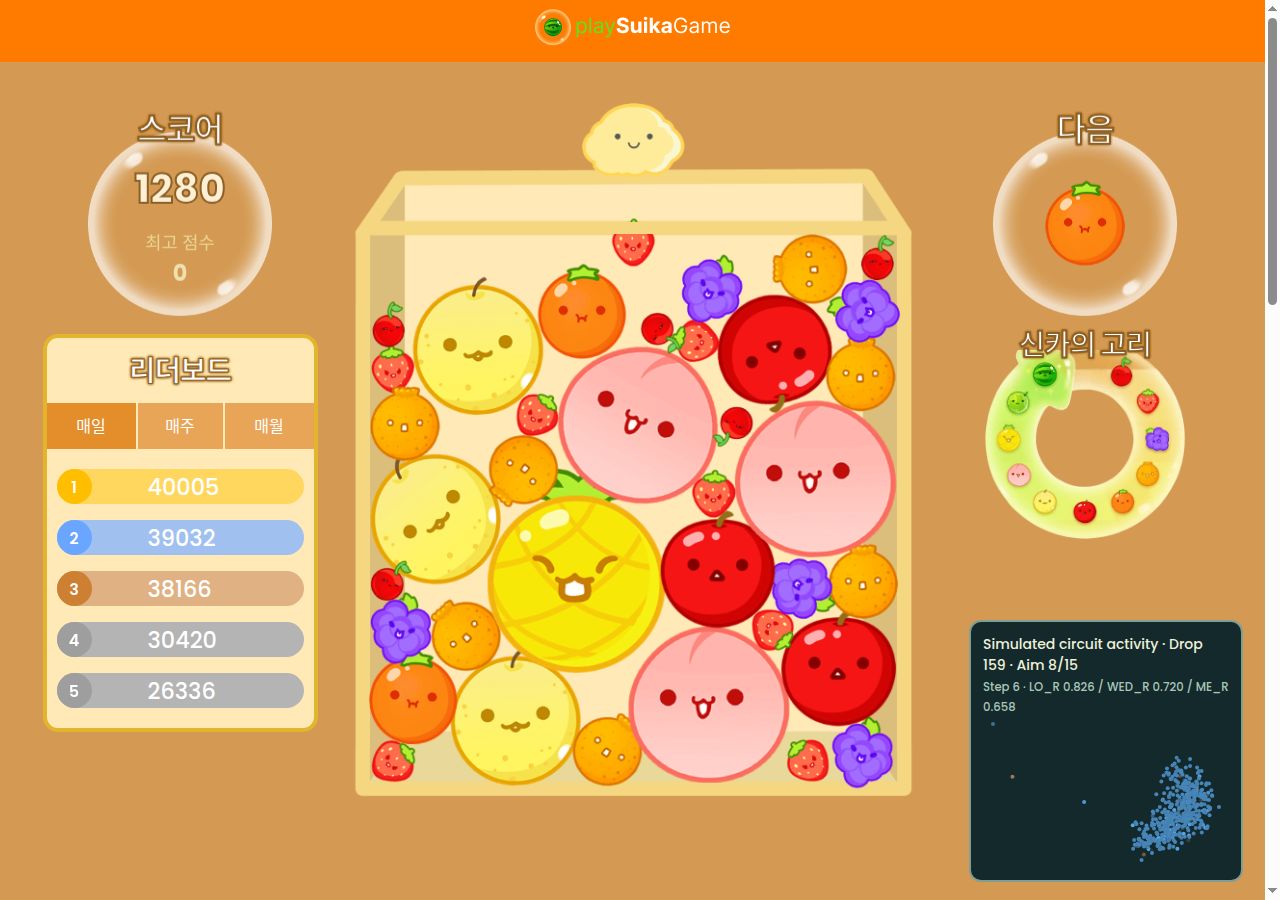 playSuikaGame
스코어
1280
최고 점수
0
리더보드
매일 매주 매월
1 40005
2 39032
3 38166
4 30420
5 26336
다음
신카의 고리
Simulated circuit activity · Drop
159 · Aim 8/15
Step 6 · LO_R 0.826 / WED_R 0.720 / ME_R
0.658